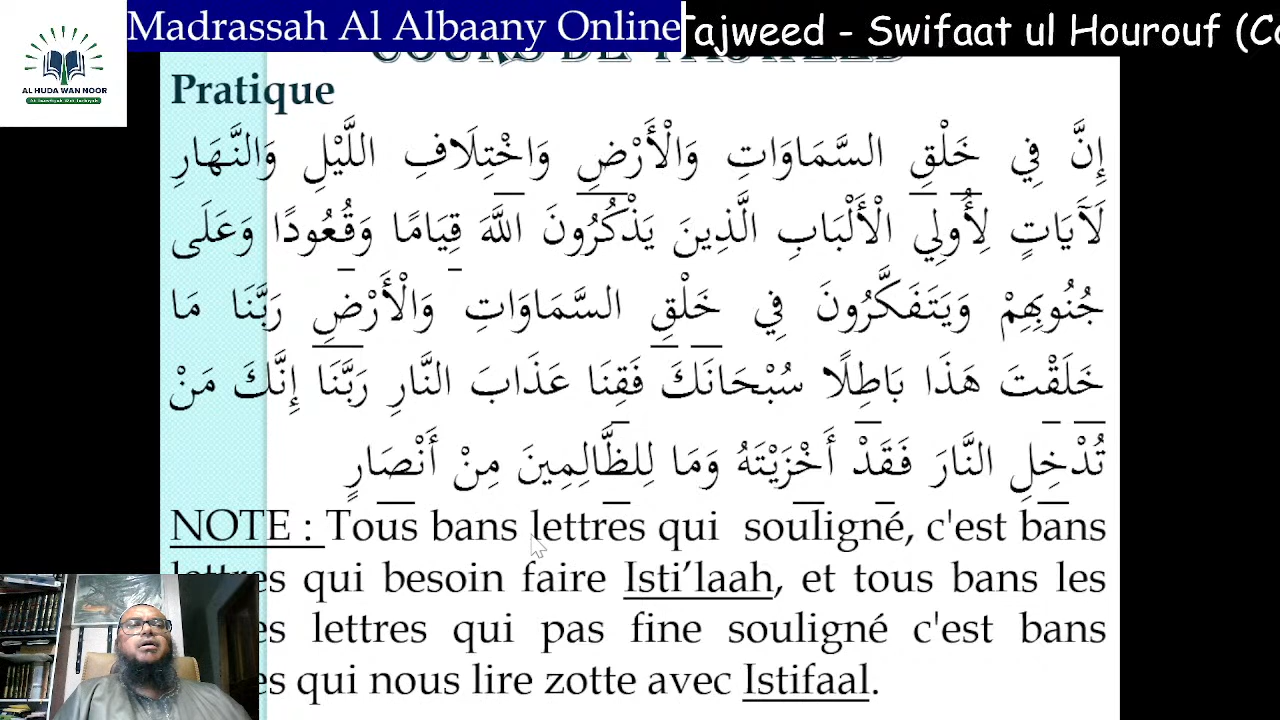 Madrassah Al Albaany Online
Tajweed - Swifaat ul Hourouf (Co
AL HUDA WAN NOOR
COURS DE TAJWEED
Pratique
إِنَّ فِي خَلْقِ السَّمَاوَاتِ وَالْأَرْضِ وَاخْتِلَافِ اللَّيْلِ وَالنَّهَارِ
لَآيَاتٍ لِأُولِي الْأَلْبَابِ الَّذِينَ يَذْكُرُونَ اللَّهَ قِيَامًا وَقُعُودًا وَعَلَى
جُنُوبِهِمْ وَيَتَفَكَّرُونَ فِي خَلْقِ السَّمَاوَاتِ وَالْأَرْضِ رَبَّنَا مَا
خَلَقْتَ هَذَا بَاطِلًا سُبْحَانَكَ فَقِنَا عَذَابَ النَّارِ رَبَّنَا إِنَّكَ مَنْ
تُدْخِلِ النَّارَ فَقَدْ أَخْزَيْتَهُ وَمَا لِلظَّالِمِينَ مِنْ أَنْصَارٍ
NOTE : Tous bans lettres qui souligné, c'est bans
lettres qui besoin faire Isti’laah, et tous bans les
es lettres qui pas fine souligné c'est bans
es qui nous lire zotte avec Istifaal.